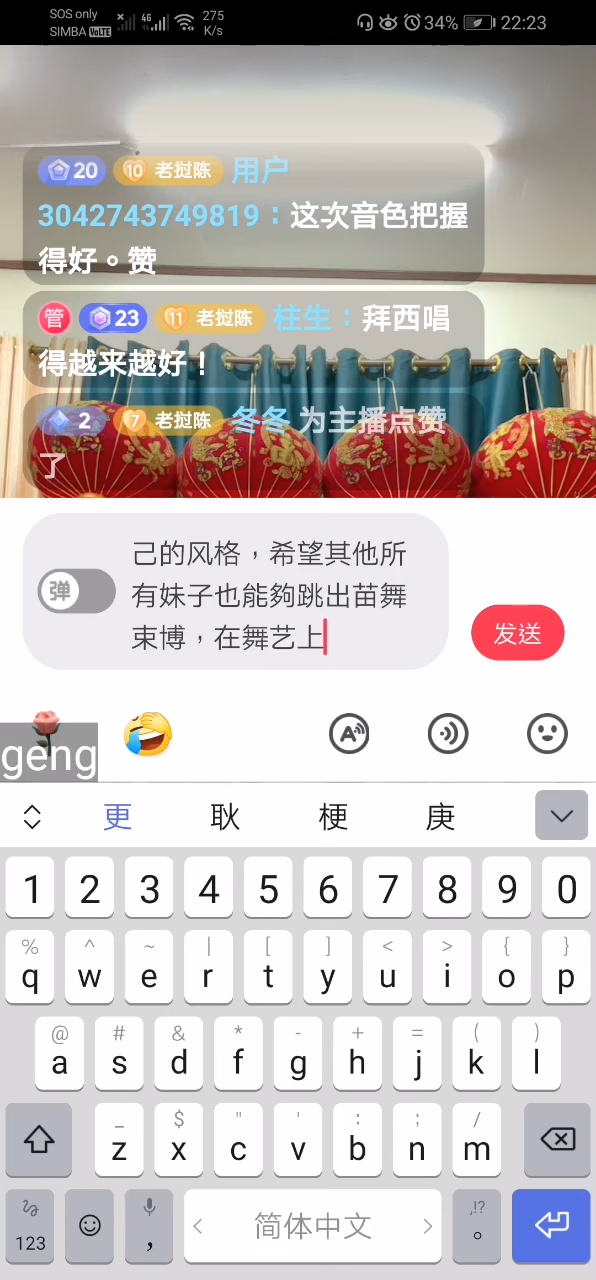 SOS only
SIMBA VoLTE
4G
275
K/s
34%
22:23
20 10 老挝陈 用户
3042743749819：这次音色把握
得好。赞
管 23 11 老挝陈 柱生：拜西唱
得越来越好！
2 7 老挝陈 冬冬 为主播点赞
了
弹
己的风格，希望其他所
有妹子也能夠跳出苗舞
束博，在舞艺上
发送
A
geng
更 耿 梗 庚
1 2 3 4 5 6 7 8 9 0
% ^ ~ | [ ] < > { }
q w e r t y u i o p
@ # & * - + = ( )
a s d f g h j k l
_ $ " ' : ; /
z x c v b n m
123 , < 简体中文 > ,!? 。